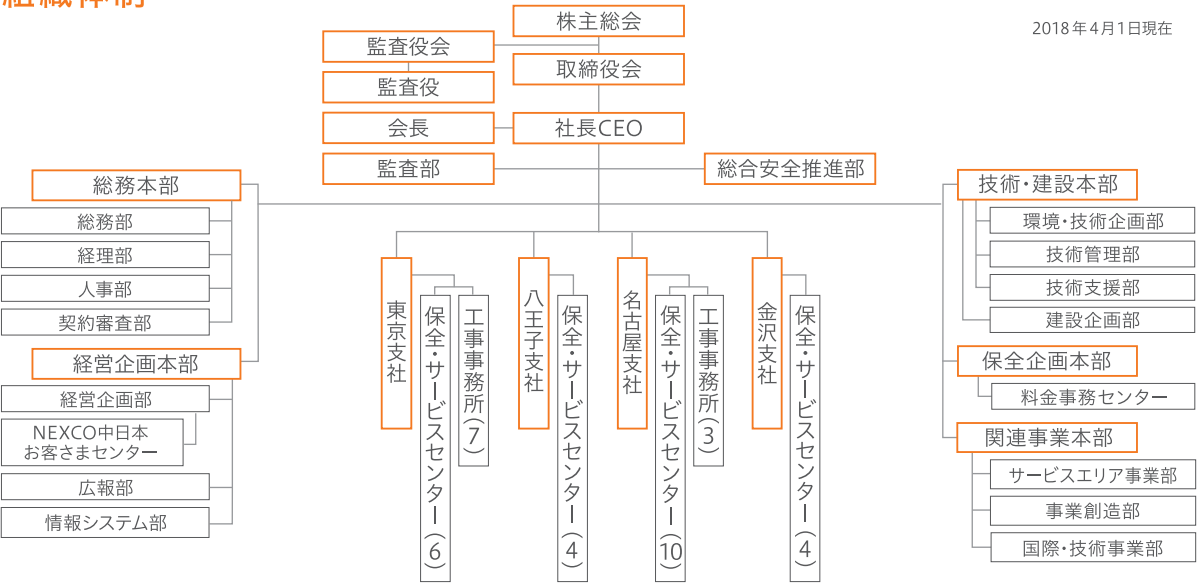 組織体制
2018年4月1日現在
株主総会
監査役会
取締役会
監査役
会長
社長CEO
監査部
総合安全推進部
総務本部
総務部
経理部
人事部
契約審査部
経営企画本部
経営企画部
NEXCO中日本
お客さまセンター
広報部
情報システム部
東京支社
保全・サービスセンター(6)
工事事務所(7)
八王子支社
保全・サービスセンター(4)
名古屋支社
保全・サービスセンター(10)
工事事務所(3)
金沢支社
保全・サービスセンター(4)
技術・建設本部
環境・技術企画部
技術管理部
技術支援部
建設企画部
保全企画本部
料金事務センター
関連事業本部
サービスエリア事業部
事業創造部
国際・技術事業部